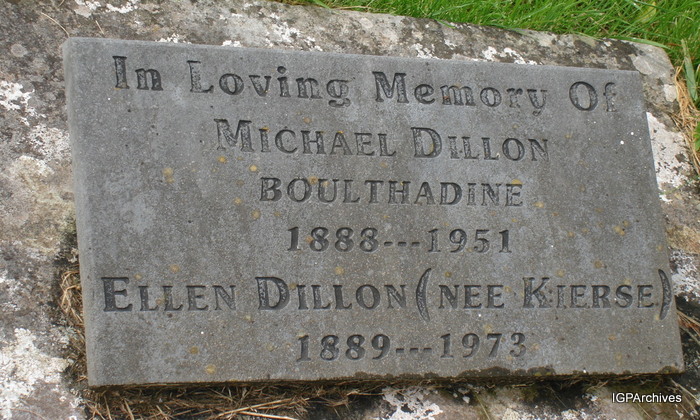 In Loving Memory Of
MICHAEL DILLON
BOULTHADINE
1888---1951
ELLEN DILLON (NEE KIERSE)
1889---1973
IGPArchives